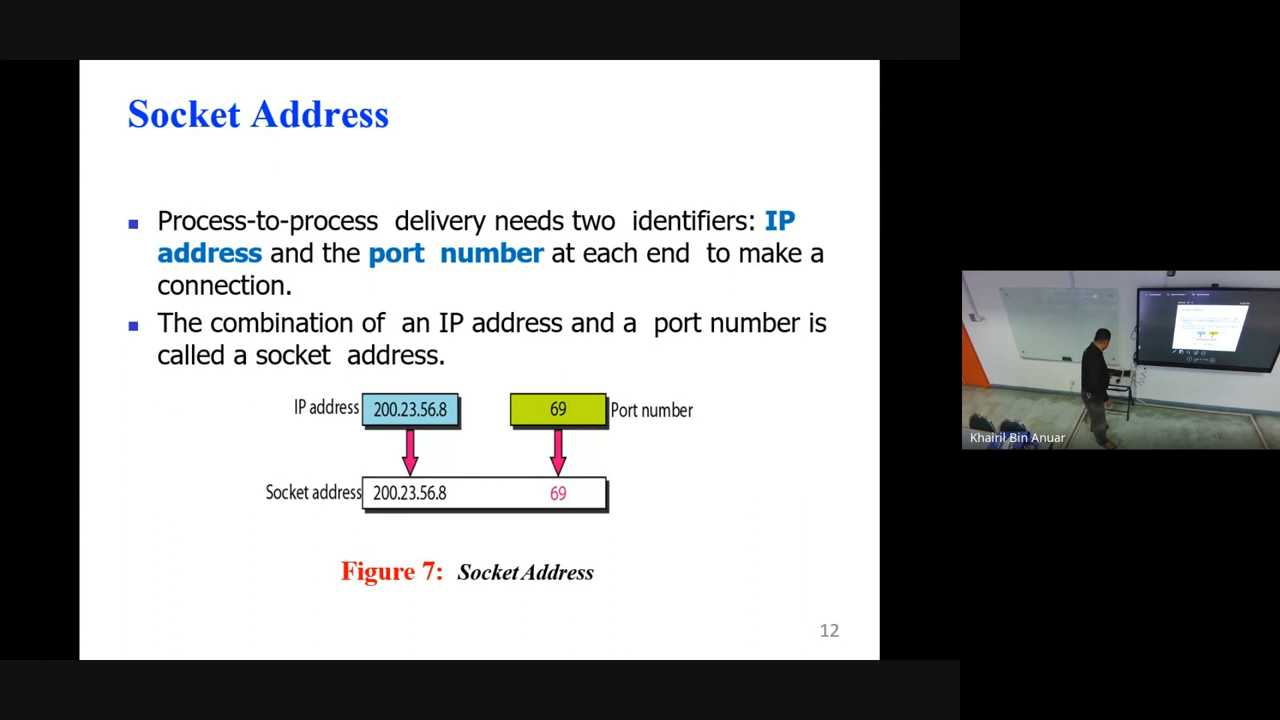 Socket Address
Process-to-process delivery needs two identifiers: IP
address and the port number at each end to make a
connection.
The combination of an IP address and a port number is
called a socket address.
IP address 200.23.56.8 69 Port number
Socket address 200.23.56.8 69
Figure 7: Socket Address
12
Khairil Bin Anuar